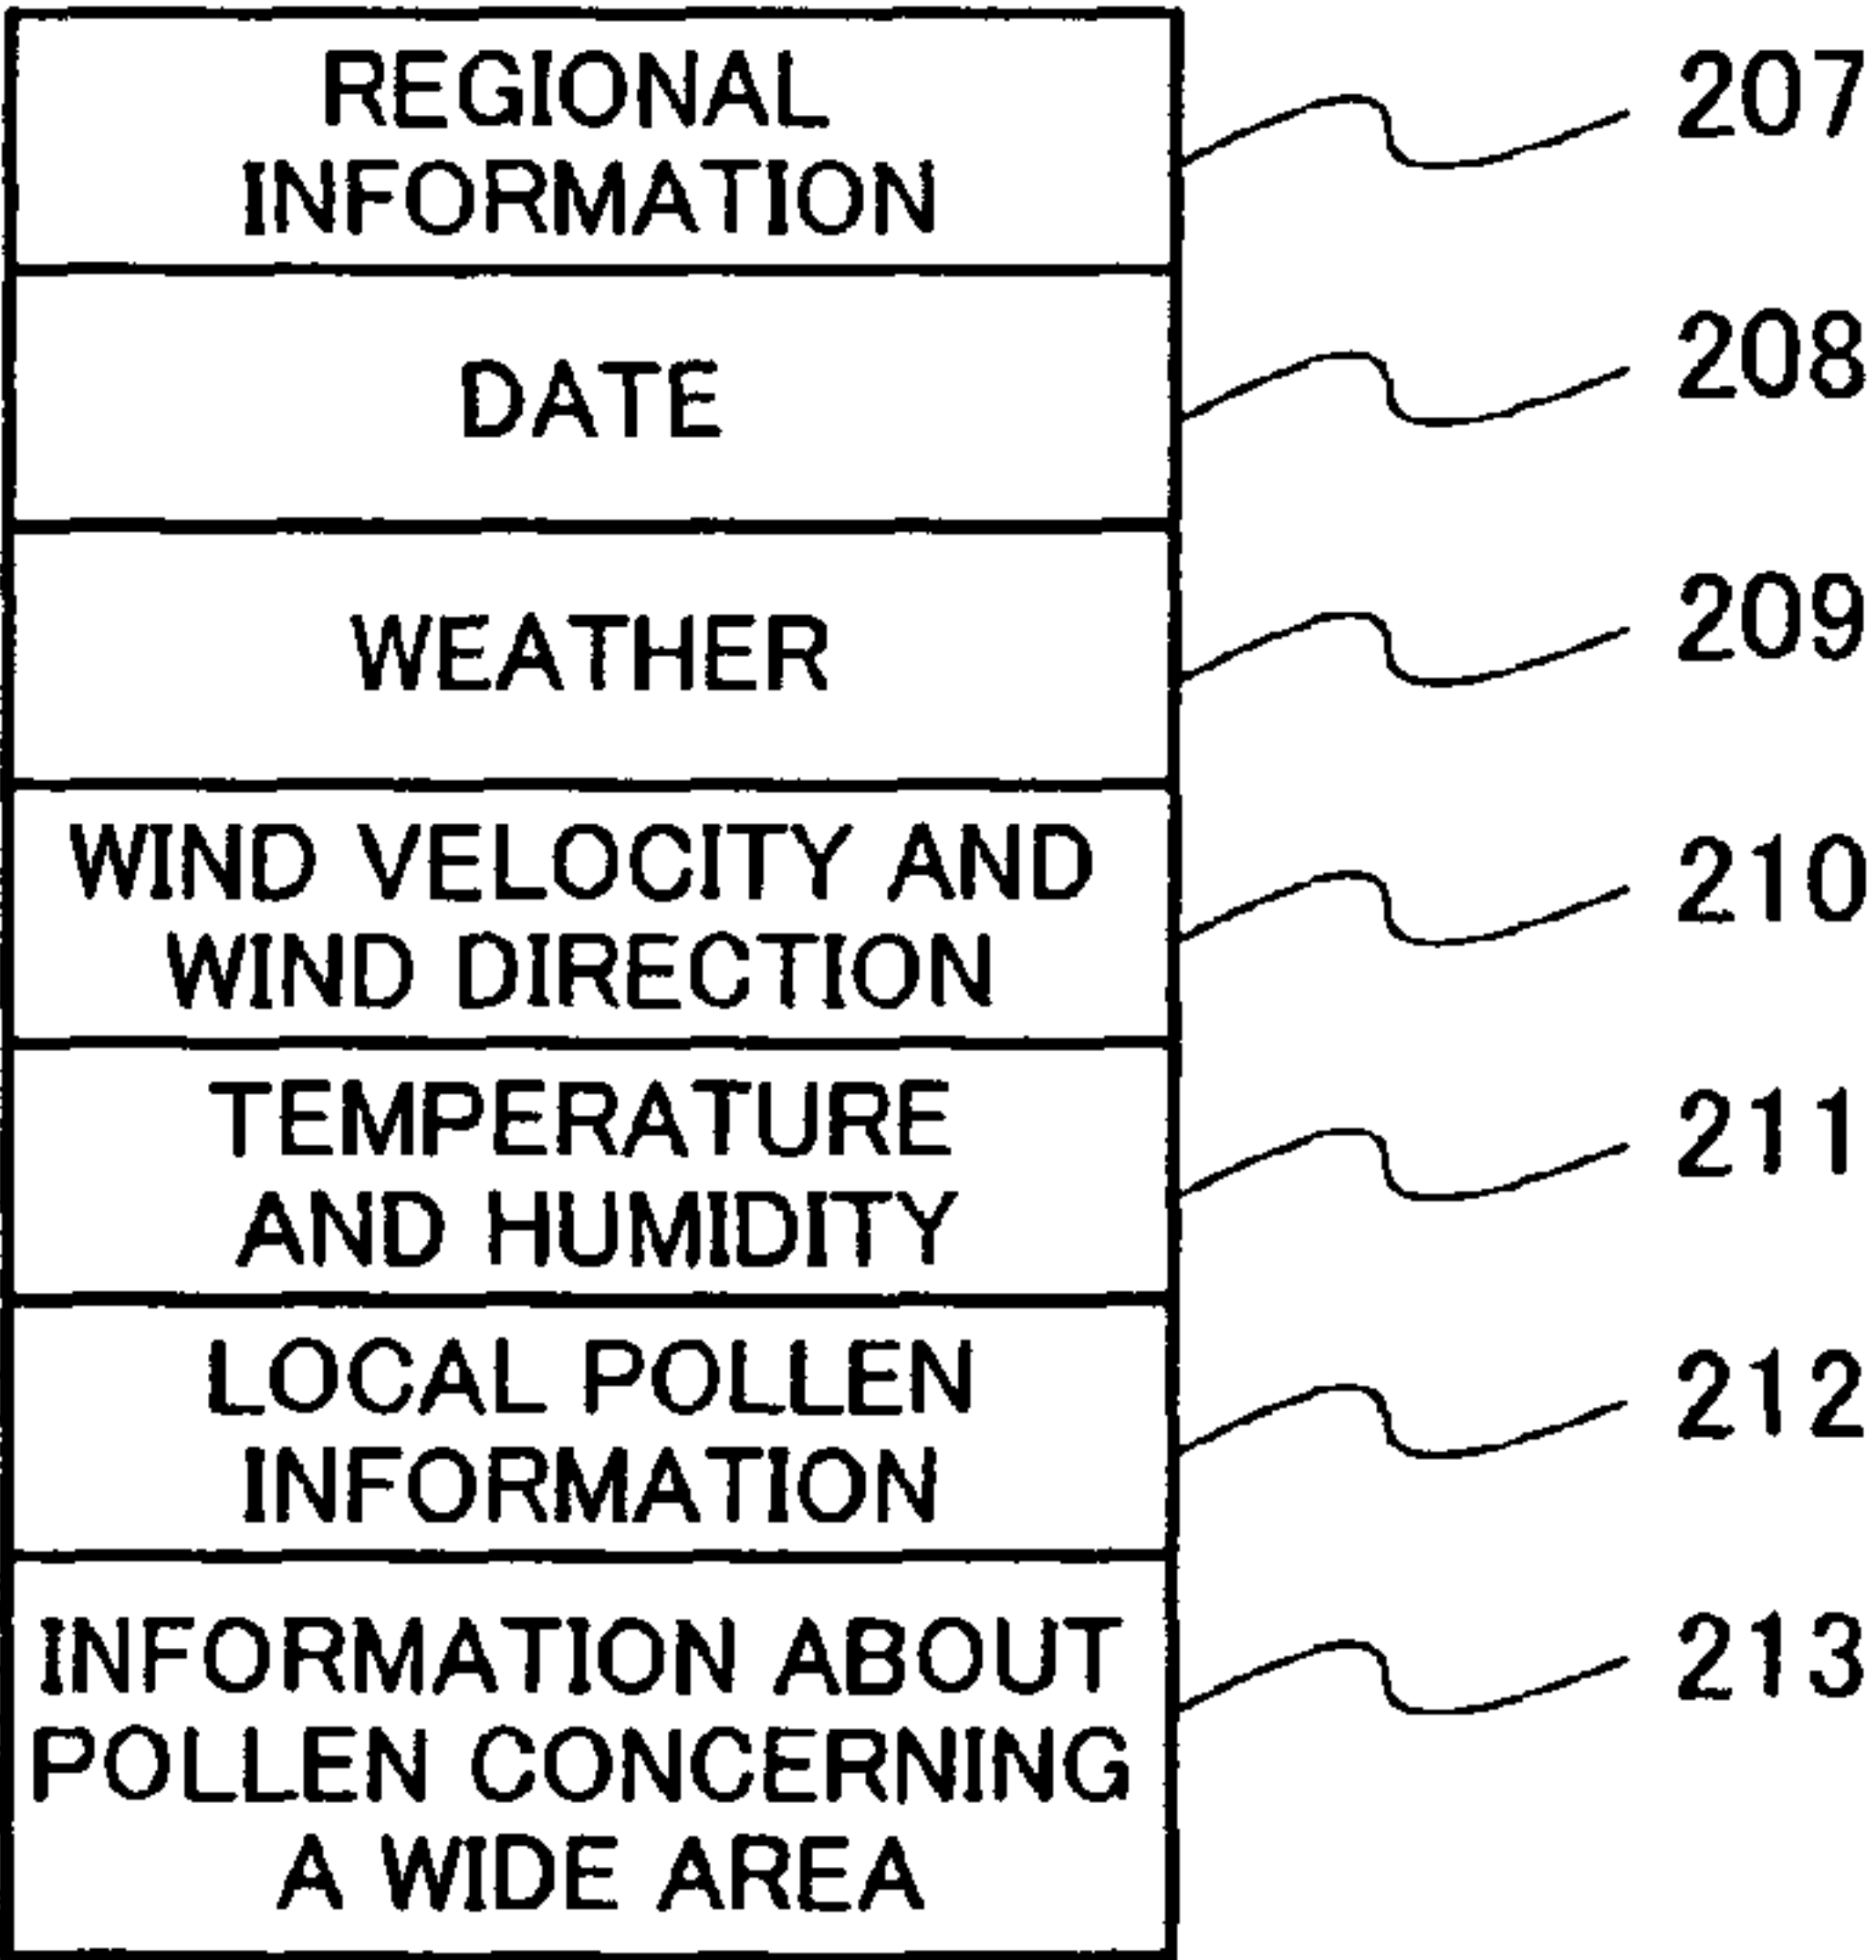 REGIONAL
INFORMATION
207
DATE
208
WEATHER
209
WIND VELOCITY AND
WIND DIRECTION
210
TEMPERATURE
AND HUMIDITY
211
LOCAL POLLEN
INFORMATION
212
INFORMATION ABOUT
POLLEN CONCERNING
A WIDE AREA
213